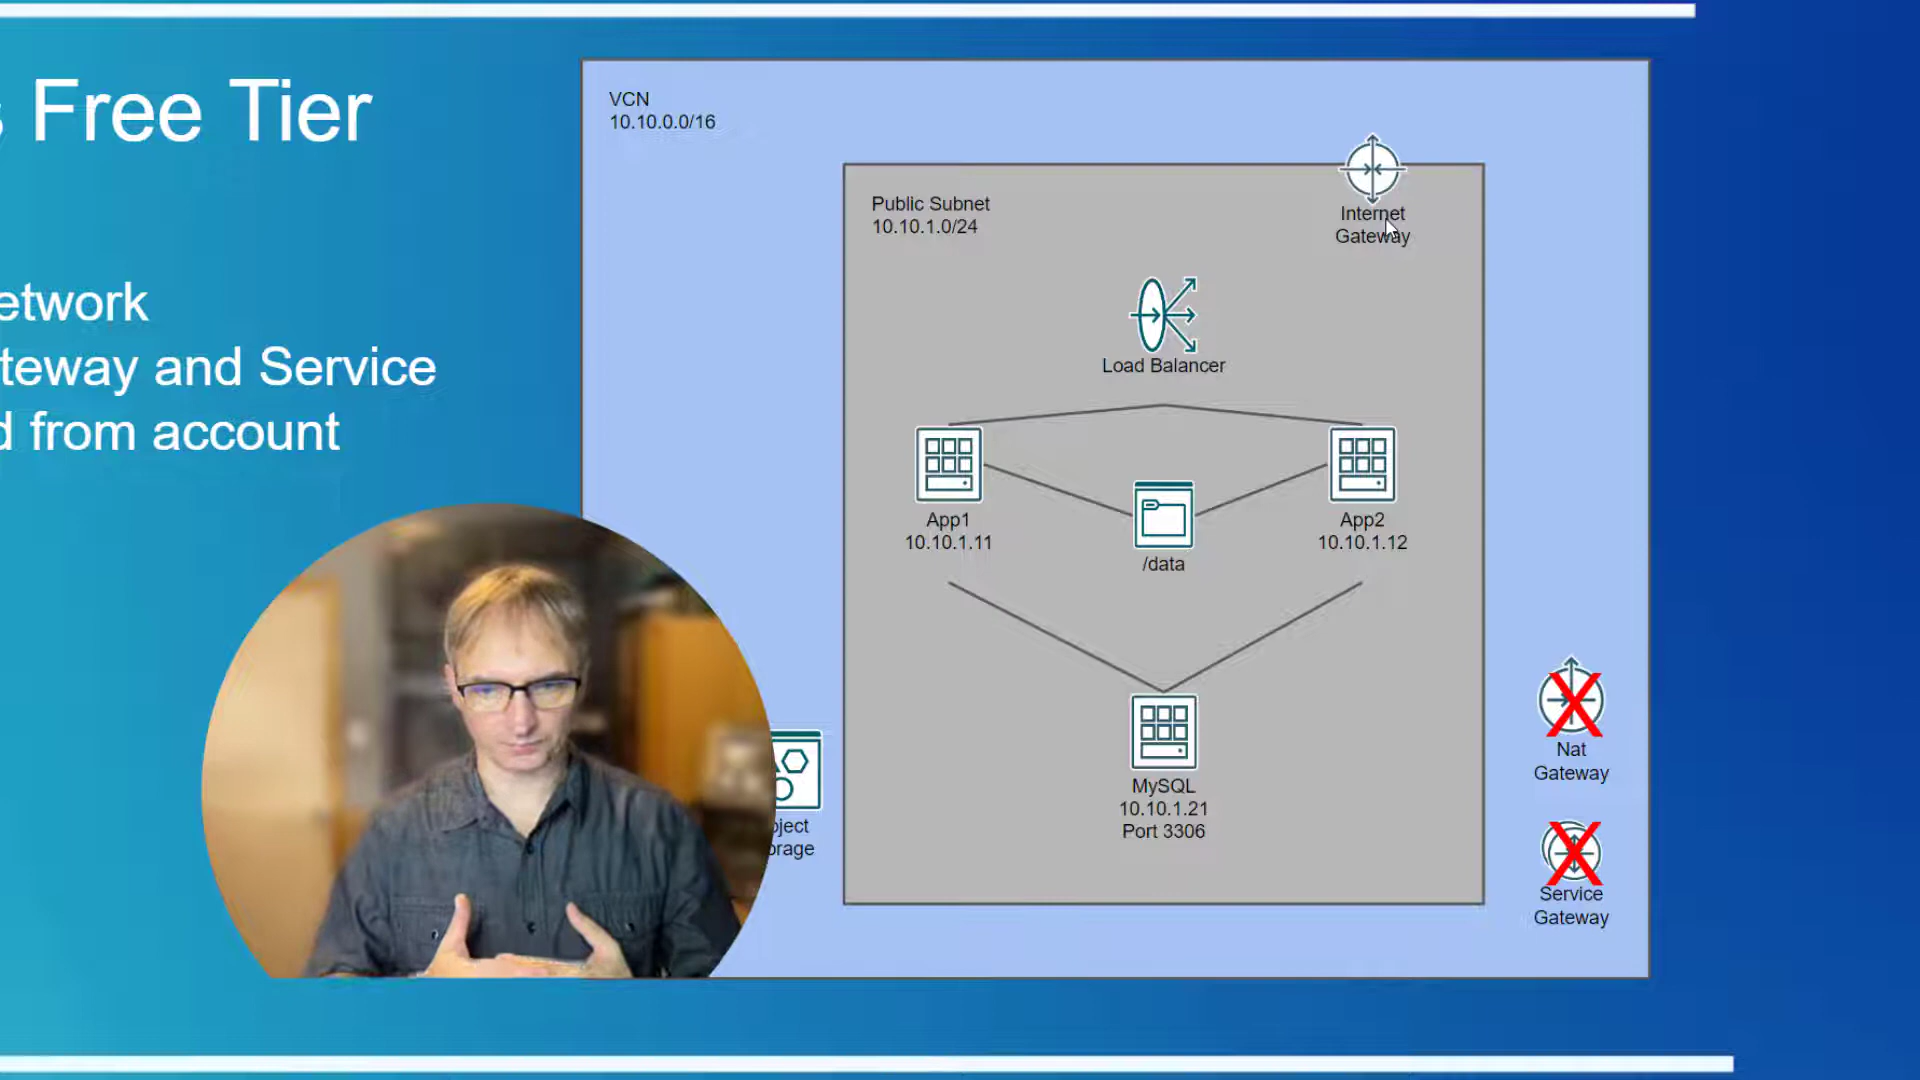 Free Tier
etwork
teway and Service
d from account
VCN
10.10.0.0/16
Public Subnet
10.10.1.0/24
Internet
Gateway
Load Balancer
App1
10.10.1.11
/data
App2
10.10.1.12
MySQL
10.10.1.21
Port 3306
Nat
Gateway
Service
Gateway
ject
orage